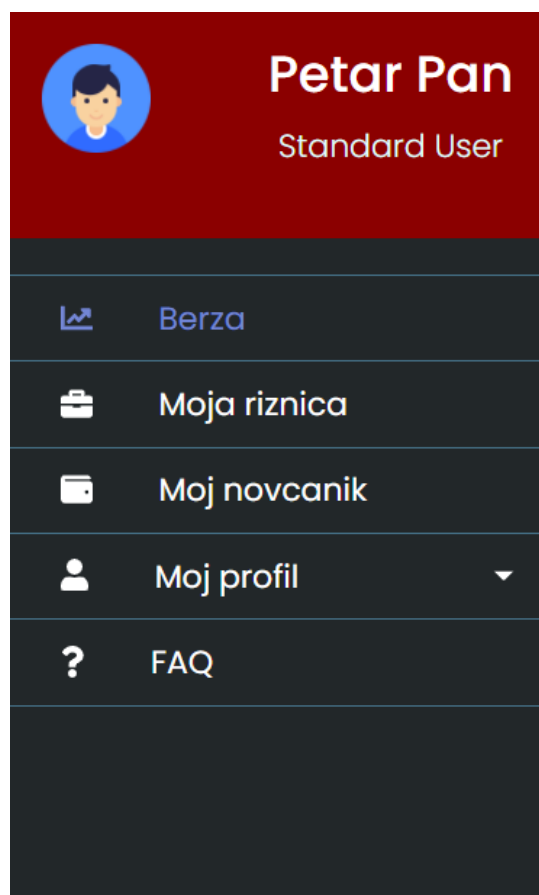 Petar Pan
Standard User
Berza
Moja riznica
Moj novcanik
Moj profil
FAQ